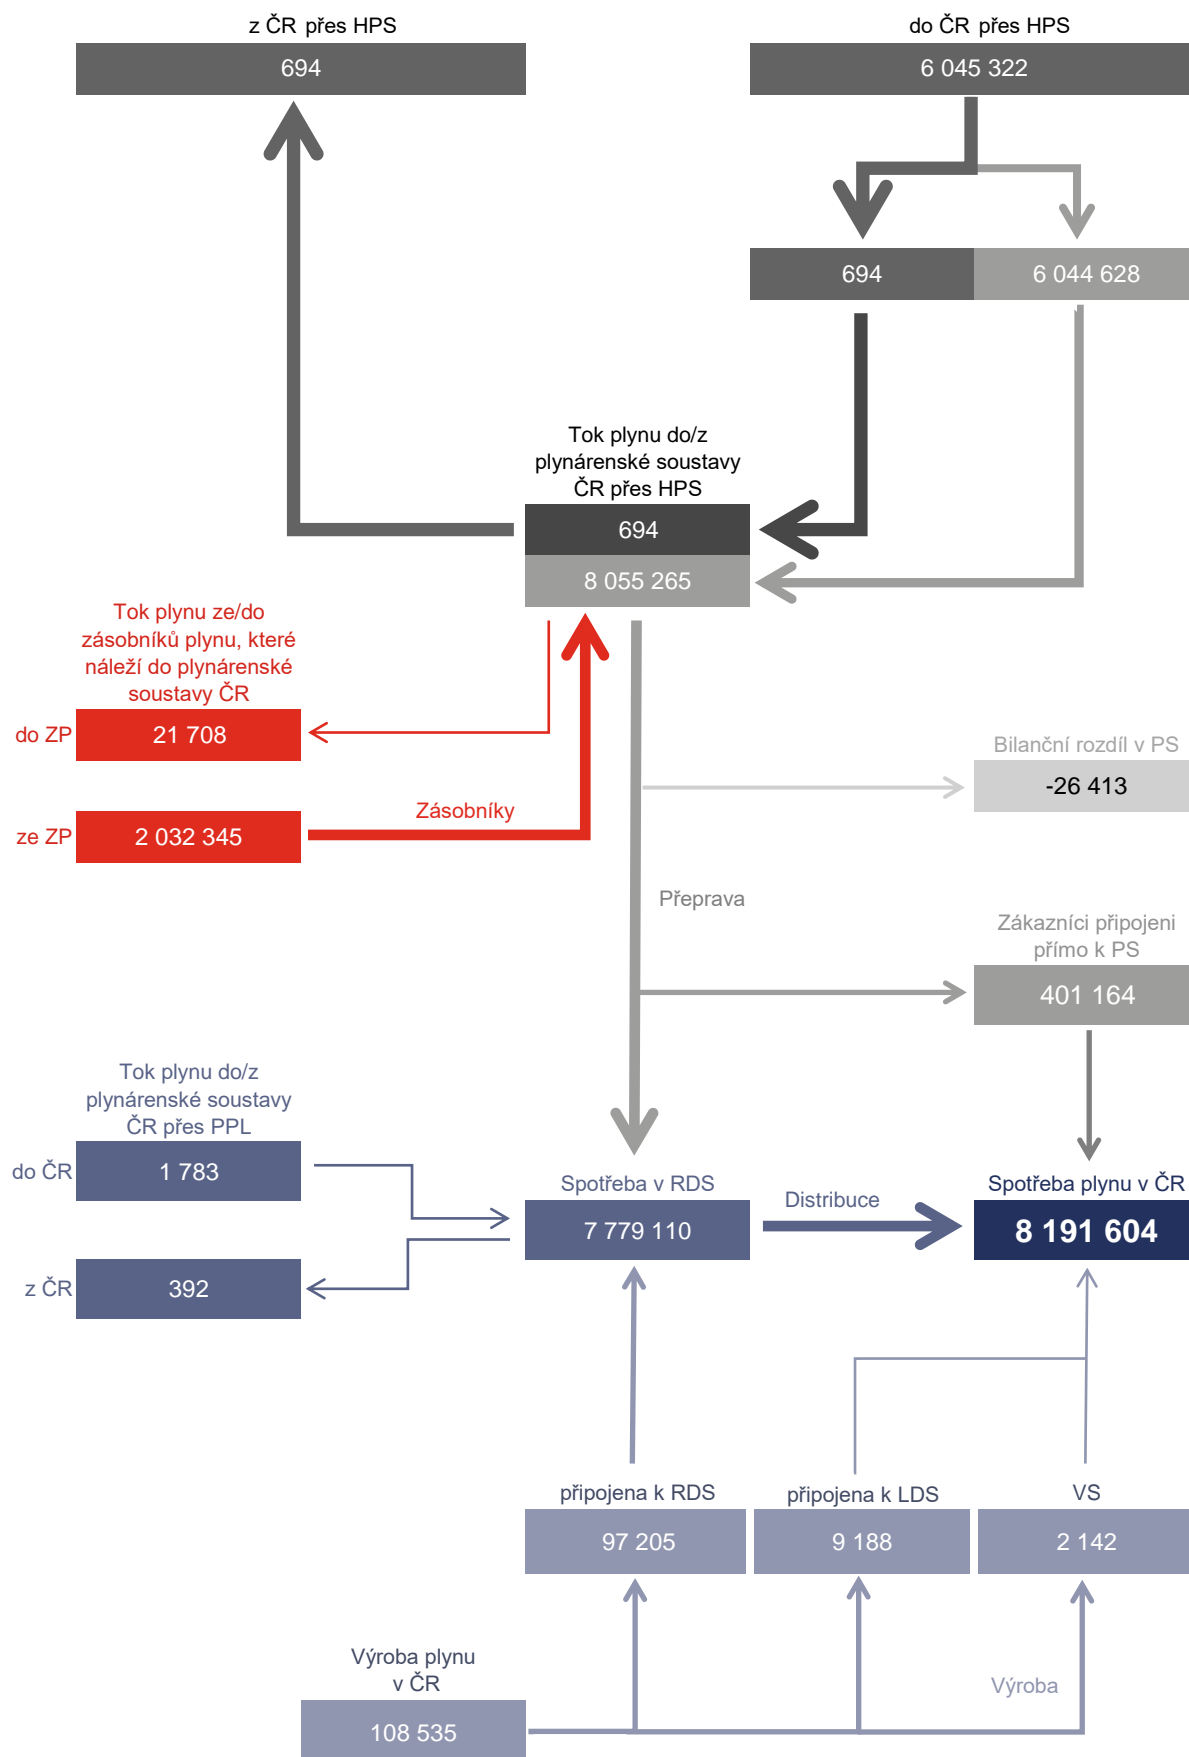 z ČR přes HPS
do ČR přes HPS
694
6 045 322
694
6 044 628
Tok plynu do/z
plynárenské soustavy
ČR přes HPS
694
8 055 265
Tok plynu ze/do
zásobníků plynu, které
náleží do plynárenské
soustavy ČR
do ZP
21 708
Bilanční rozdíl v PS
-26 413
Zásobníky
ze ZP
2 032 345
Přeprava
Zákazníci připojeni
přímo k PS
401 164
Tok plynu do/z
plynárenské soustavy
ČR přes PPL
do ČR
1 783
Spotřeba v RDS
Distribuce
Spotřeba plynu v ČR
7 779 110
8 191 604
z ČR
392
připojena k RDS
připojena k LDS
VS
97 205
9 188
2 142
Výroba plynu
v ČR
Výroba
108 535